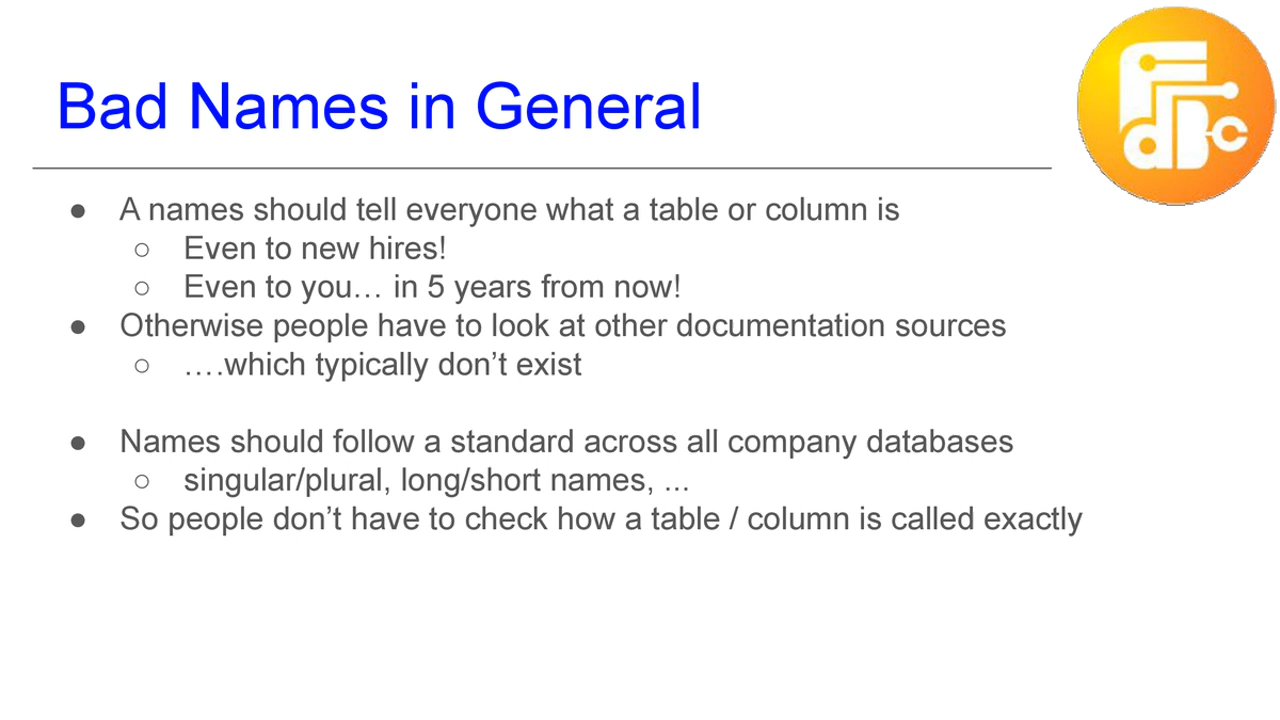 Bad Names in General
● A names should tell everyone what a table or column is
○ Even to new hires!
○ Even to you… in 5 years from now!
● Otherwise people have to look at other documentation sources
○ ….which typically don’t exist
● Names should follow a standard across all company databases
○ singular/plural, long/short names, ...
● So people don’t have to check how a table / column is called exactly